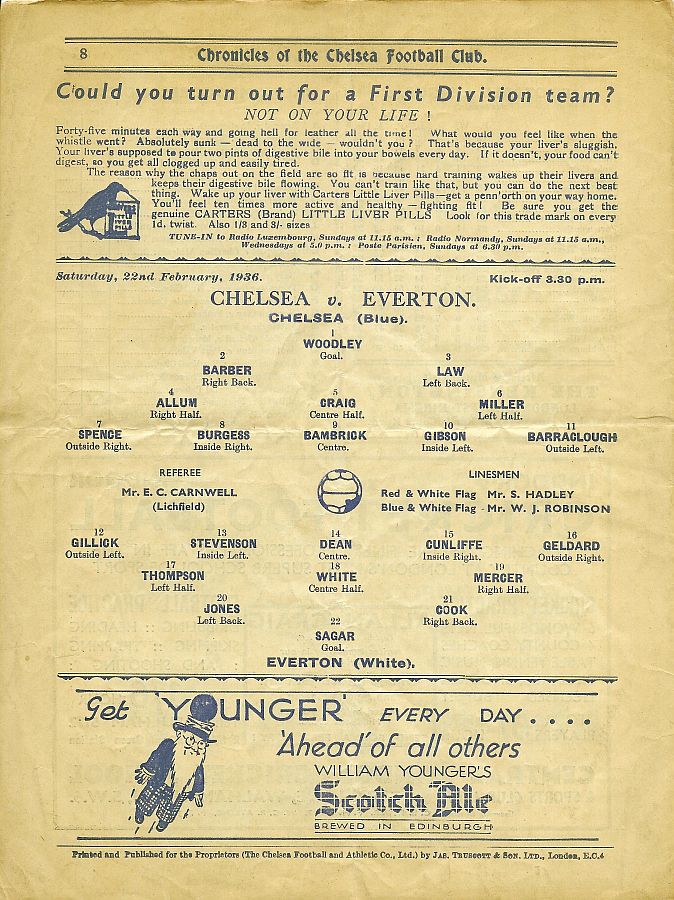 8
Chronicles of the Chelsea Football Club.
Could you turn out for a First Division team?
NOT ON YOUR LIFE !
Forty-five minutes each way and going hell for leather all the time! What would you feel like when the
whistle went? Absolutely sunk — dead to the wide — wouldn't you? That's because your liver's sluggish.
Your liver's supposed to pour two pints of digestive bile into your bowels every day. If it doesn't, your food can't
digest, so you get all clogged up and easily tired.
The reason why the chaps out on the field are so fit is because hard training wakes up their livers and
keeps their digestive bile flowing. You can't train like that, but you can do the next best
thing. Wake up your liver with Carters Little Liver Pills—get a penn'orth on your way home.
You'll feel ten times more active and healthy — fighting fit! Be sure you get the
genuine CARTERS (Brand) LITTLE LIVER PILLS Look for this trade mark on every
1d. twist. Also 1/3 and 3/- sizes
TUNE-IN to Radio Luxembourg, Sundays at 11.15 a.m. ; Radio Normandy, Sundays at 11.15 a.m.,
Wednesdays at 5.0 p.m. ; Poste Parisien, Sundays at 6.30 p.m.
Saturday, 22nd February, 1936. Kick-off 3.30 p.m.
CHELSEA v. EVERTON.
CHELSEA (Blue).
1
WOODLEY
Goal.
2 3
BARBER LAW
Right Back. Left Back.
4 5 6
ALLUM CRAIG MILLER
Right Half. Centre Half. Left Half.
7 8 9 10 11
SPENCE BURGESS BAMBRICK GIBSON BARRACLOUGH
Outside Right. Inside Right. Centre. Inside Left. Outside Left.
REFEREE LINESMEN
Mr. E. C. CARNWELL Red & White Flag Mr. S. HADLEY
(Lichfield) Blue & White Flag - Mr. W. J. ROBINSON
12 13 14 15 16
GILLICK STEVENSON DEAN CUNLIFFE GELDARD
Outside Left. Inside Left. Centre. Inside Right. Outside Right.
17 18 19
THOMPSON WHITE MERCER
Left Half. Centre Half. Right Half.
20 21
JONES COOK
Left Back. Right Back.
22
SAGAR
Goal.
EVERTON (White).
Get 'YOUNGER' EVERY DAY . . . .
'Ahead' of all others
WILLIAM YOUNGER'S
Scotch Ale
BREWED IN EDINBURGH
Printed and Published for the Proprietors (The Chelsea Football and Athletic Co., Ltd.) by JAS. TRUSCOTT & SON. LTD., London, E.C.4